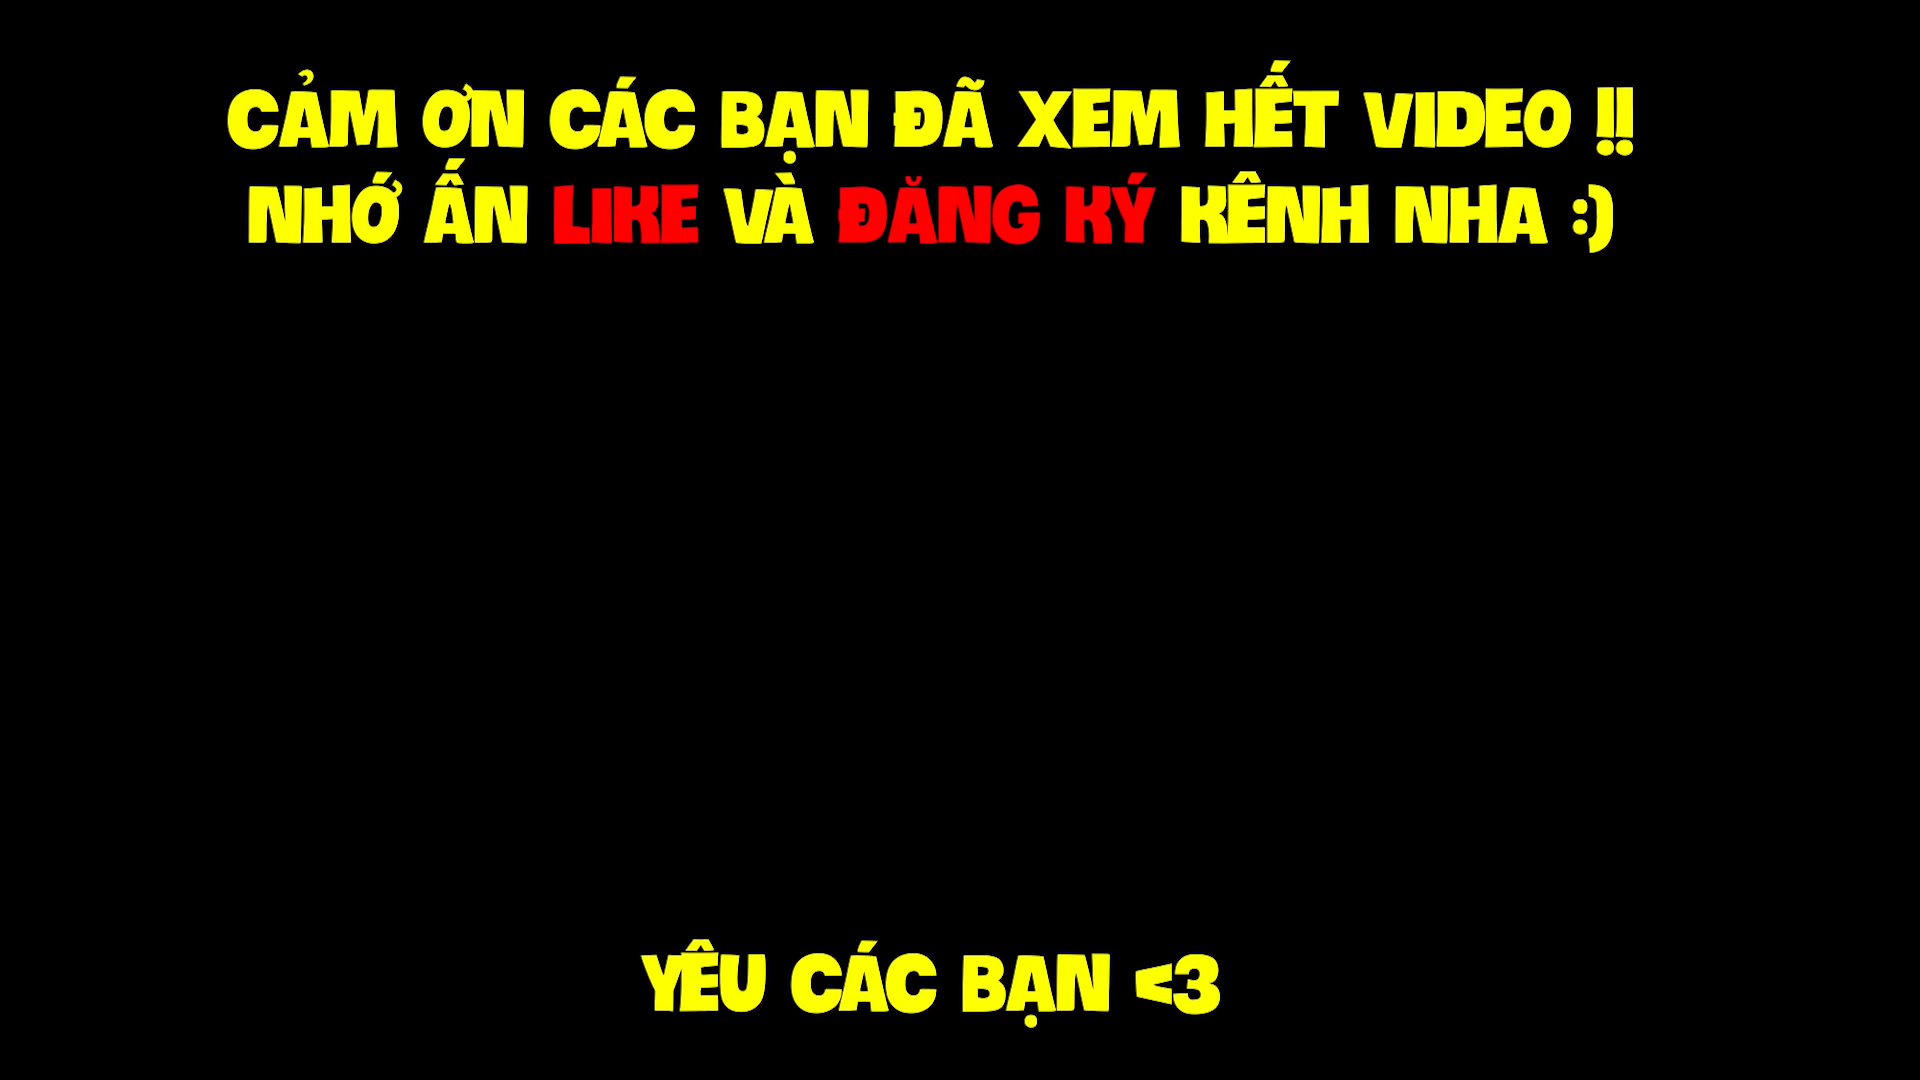 CẢM ƠN CÁC BẠN ĐÃ XEM HẾT VIDEO !!
NHỚ ẤN LIKE VÀ ĐĂNG KÝ KÊNH NHA :)
YÊU CÁC BẠN <3